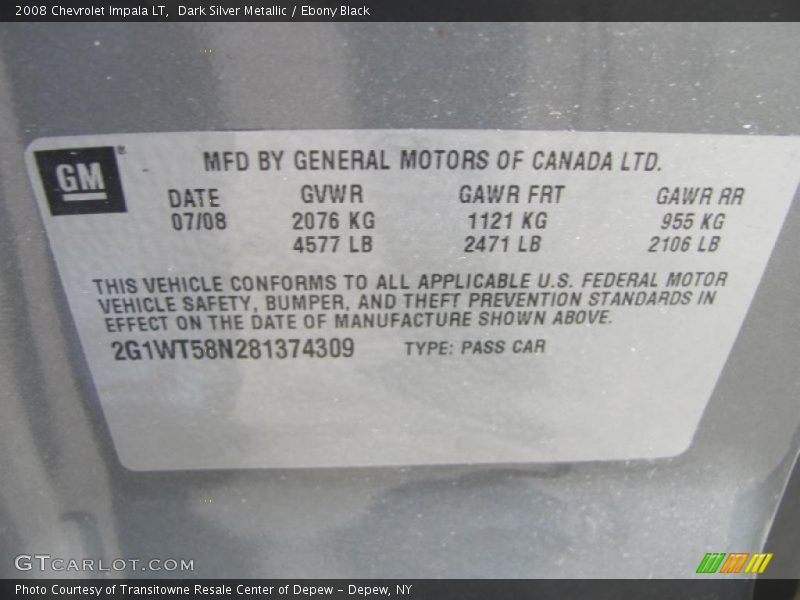 2008 Chevrolet Impala LT,  Dark Silver Metallic / Ebony Black
GM®
MFD BY GENERAL MOTORS OF CANADA LTD.
DATE GVWR GAWR FRT GAWR RR
07/08 2076 KG 1121 KG 955 KG
4577 LB 2471 LB 2106 LB
THIS VEHICLE CONFORMS TO ALL APPLICABLE U.S. FEDERAL MOTOR
VEHICLE SAFETY, BUMPER, AND THEFT PREVENTION STANDARDS IN
EFFECT ON THE DATE OF MANUFACTURE SHOWN ABOVE.
2G1WT58N281374309 TYPE: PASS CAR
GTCARLOT.COM
Photo Courtesy of Transitowne Resale Center of Depew – Depew, NY